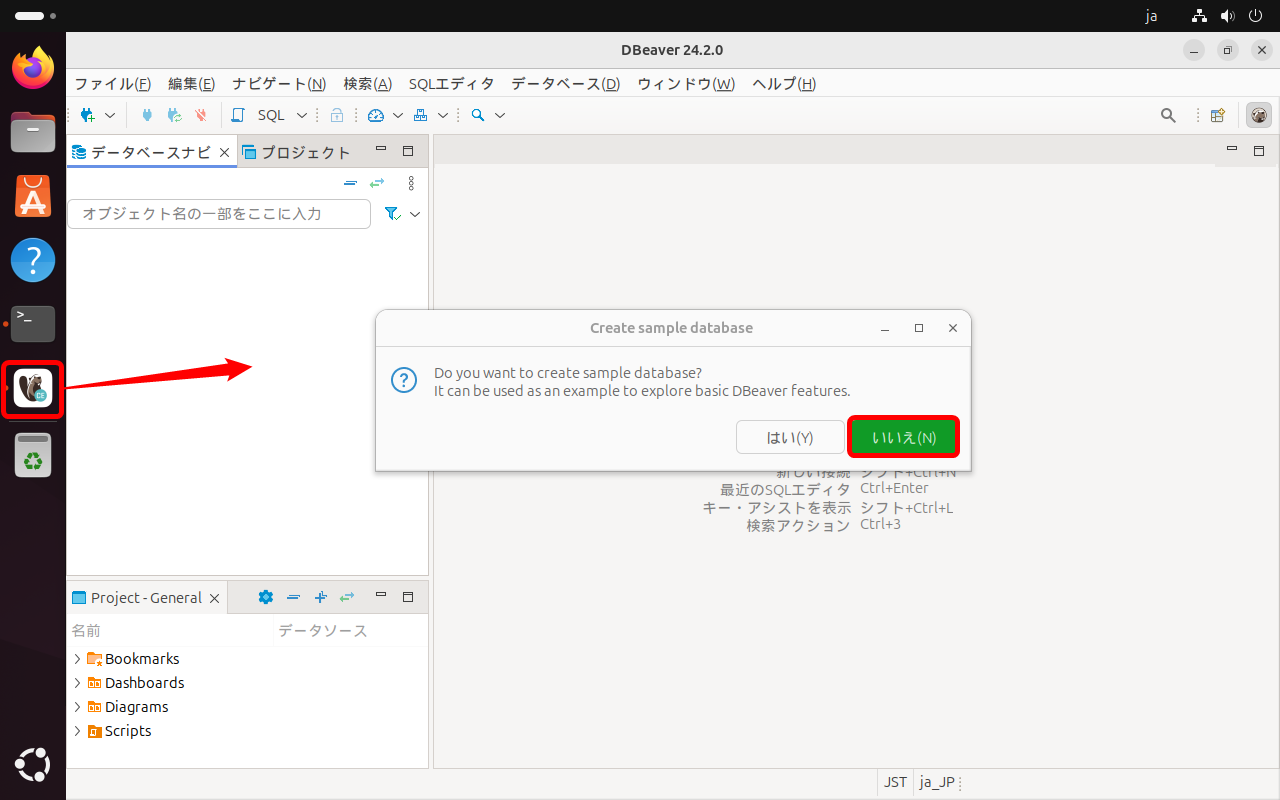 ja
DBeaver 24.2.0
ファイル(F) 編集(E) ナビゲート(N) 検索(A) SQLエディタ データベース(D) ウィンドウ(W) ヘルプ(H)
SQL
データベースナビ プロジェクト
オブジェクト名の一部をここに入力
Create sample database
Do you want to create sample database?
It can be used as an example to explore basic DBeaver features.
はい(Y) いいえ(N)
新しい接続 シフト+Ctrl+N
最近のSQLエディタ Ctrl+Enter
キー・アシストを表示 シフト+Ctrl+L
検索アクション Ctrl+3
Project - General
名前 データソース
Bookmarks
Dashboards
Diagrams
Scripts
JST ja_JP